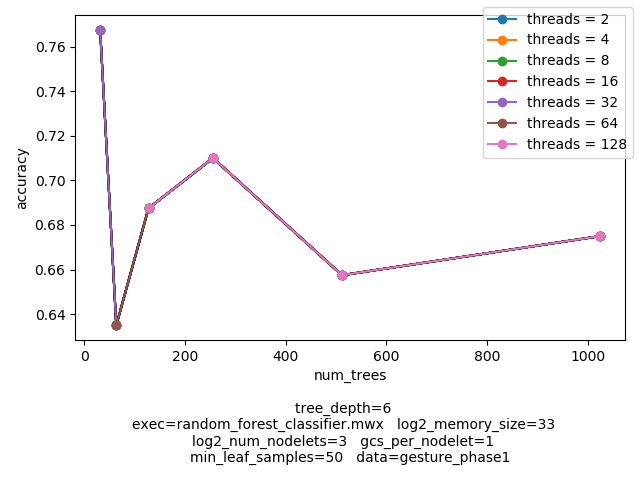 threads = 2
threads = 4
threads = 8
threads = 16
threads = 32
threads = 64
threads = 128
0.76
0.74
0.72
0.70
0.68
0.66
0.64
accuracy
0 200 400 600 800 1000
num_trees
tree_depth=6
exec=random_forest_classifier.mwx log2_memory_size=33
log2_num_nodelets=3 gcs_per_nodelet=1
min_leaf_samples=50 data=gesture_phase1